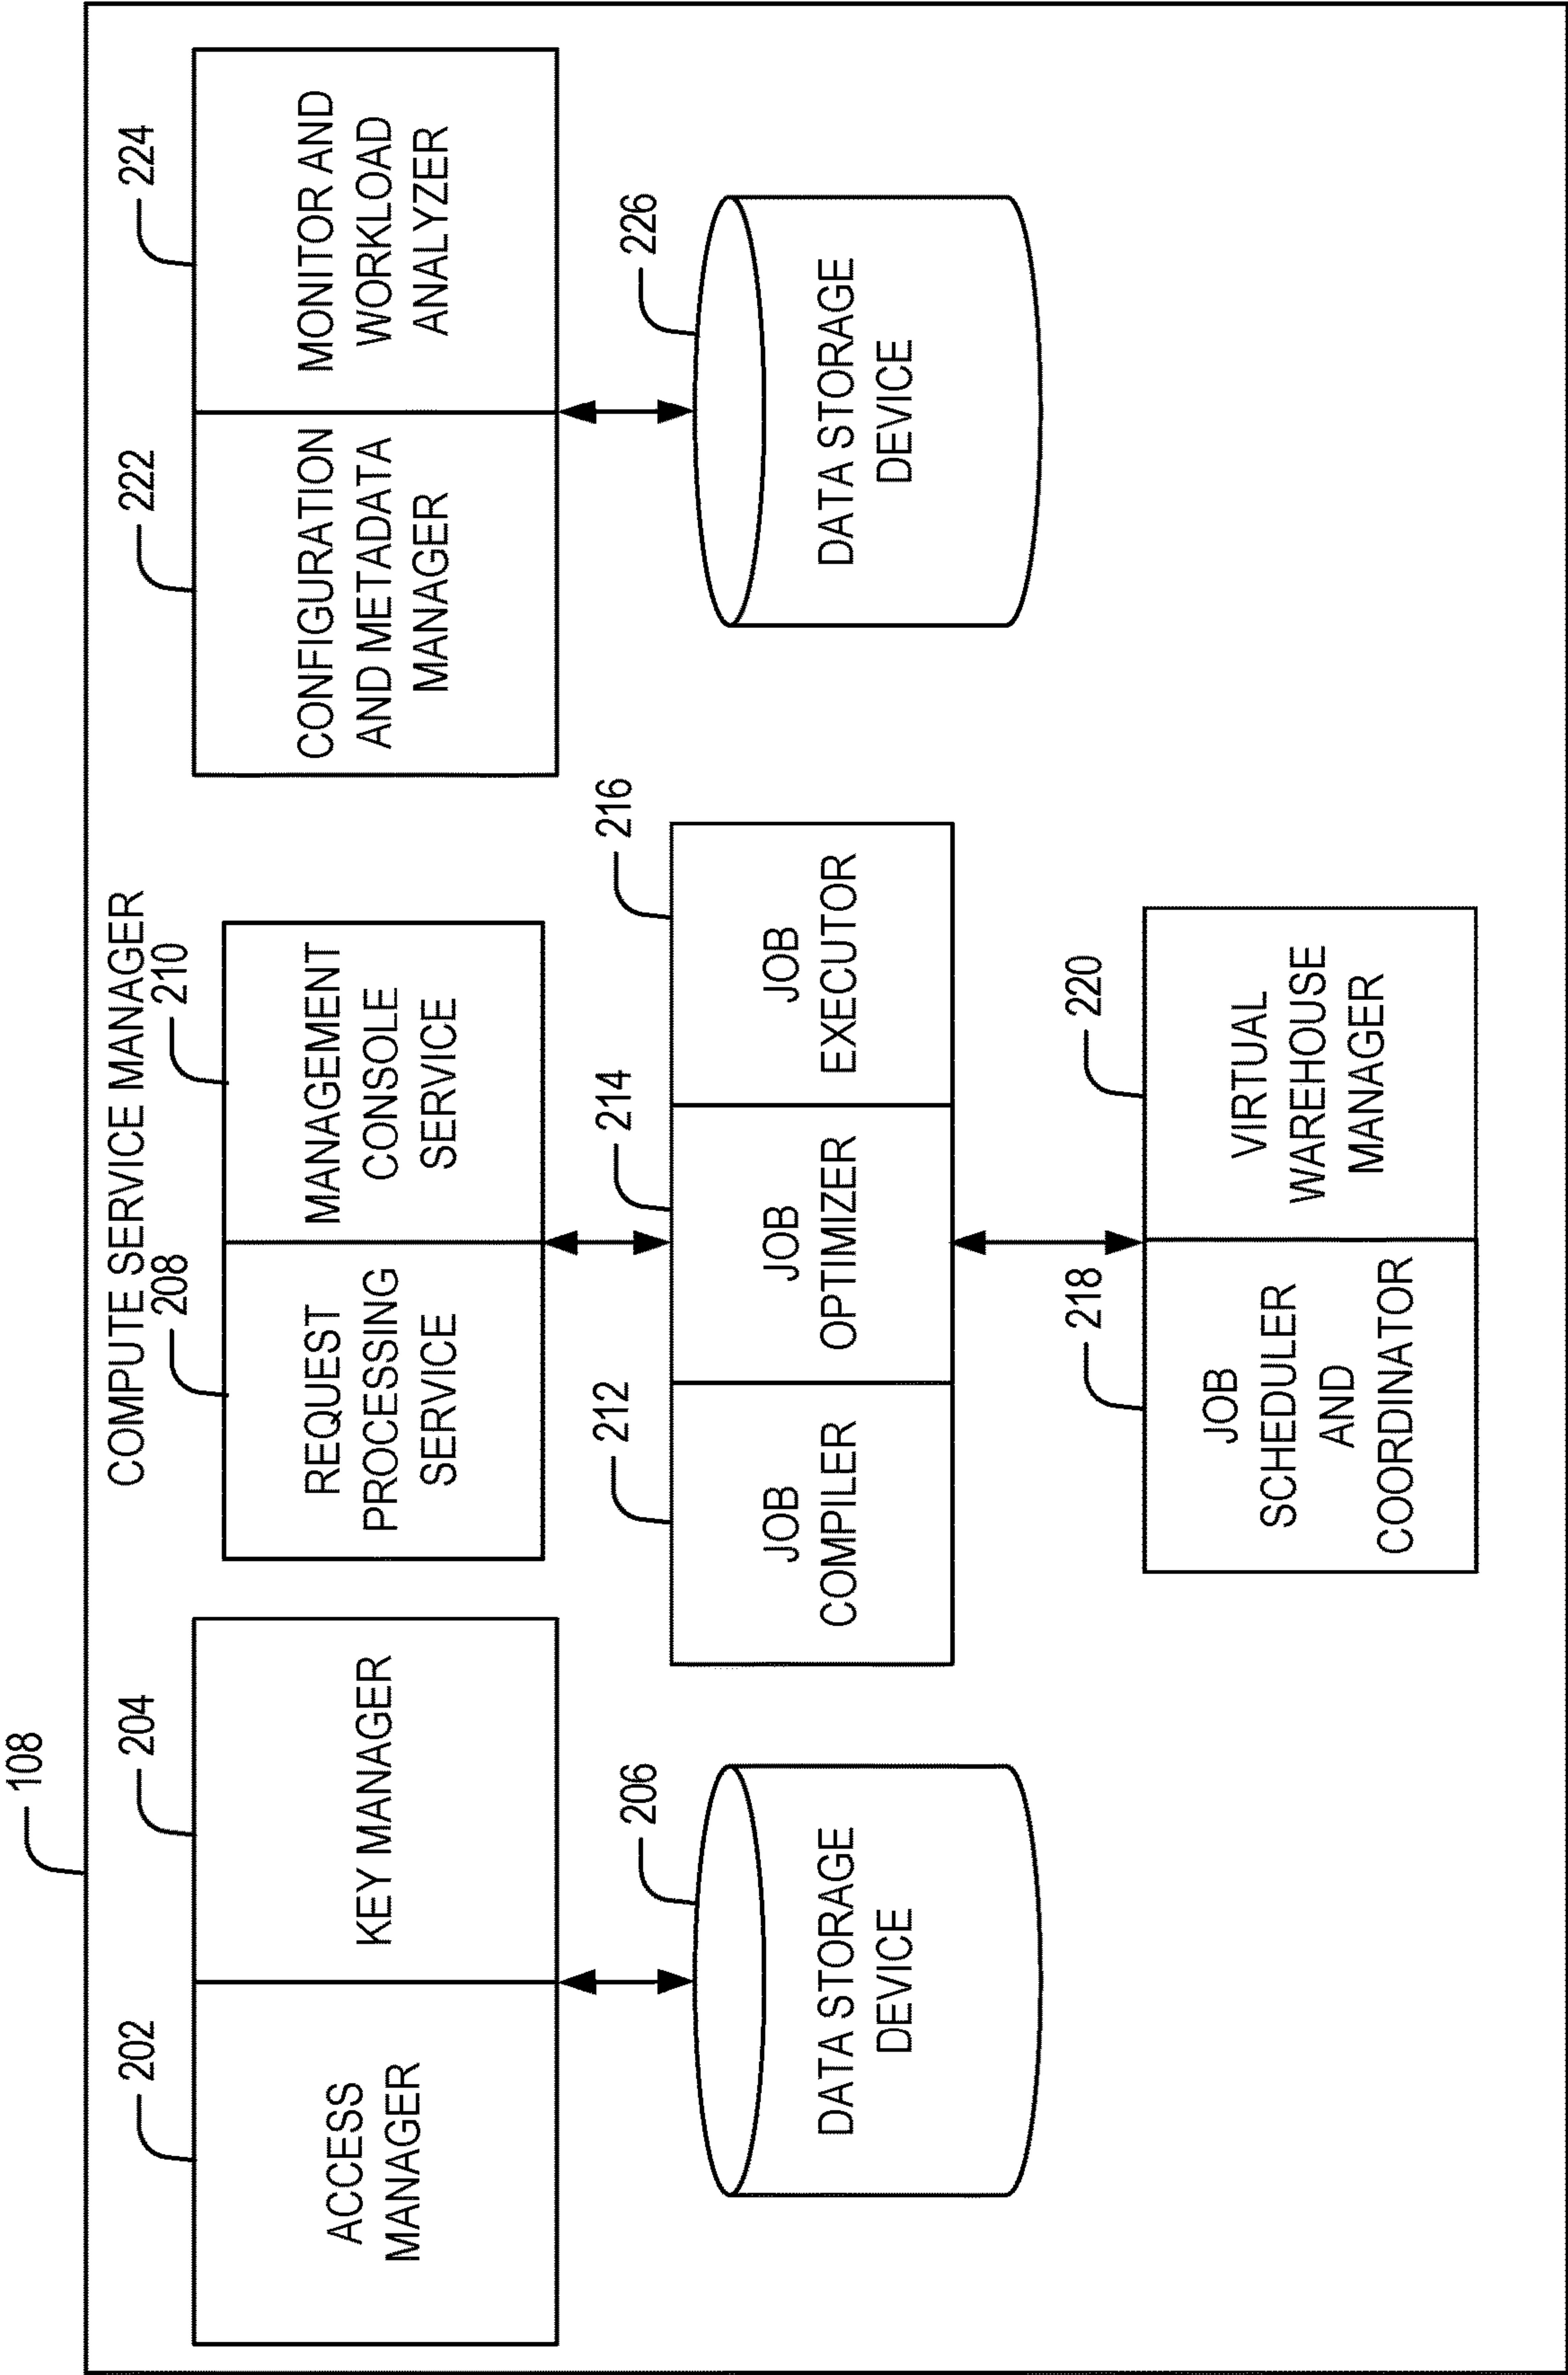 108
COMPUTE SERVICE MANAGER
202
204
ACCESS
MANAGER
KEY MANAGER
206
DATA STORAGE
DEVICE
208
210
REQUEST
PROCESSING
SERVICE
MANAGEMENT
CONSOLE
SERVICE
212
214
216
JOB
COMPILER
JOB
OPTIMIZER
JOB
EXECUTOR
218
220
JOB
SCHEDULER
AND
COORDINATOR
VIRTUAL
WAREHOUSE
MANAGER
222
224
CONFIGURATION
AND METADATA
MANAGER
MONITOR AND
WORKLOAD
ANALYZER
226
DATA STORAGE
DEVICE